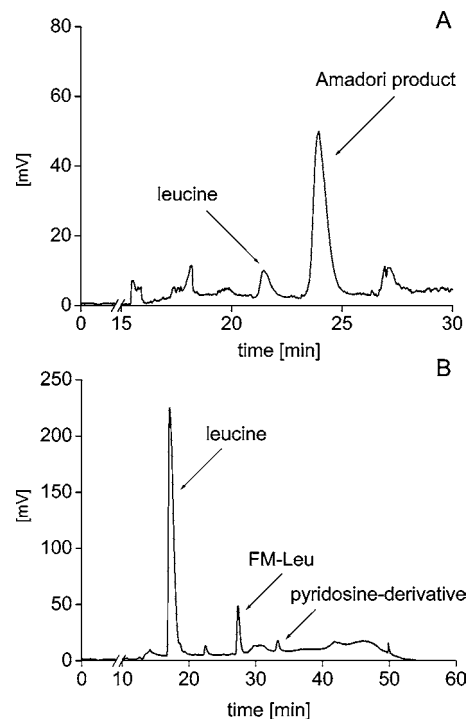 A
80
60
40
20
0
[mV]
Amadori product
leucine
0 15 20 25 30
time [min]
B
250
200
150
100
50
0
[mV]
leucine
FM-Leu
pyridosine-derivative
0 10 20 30 40 50 60
time [min]